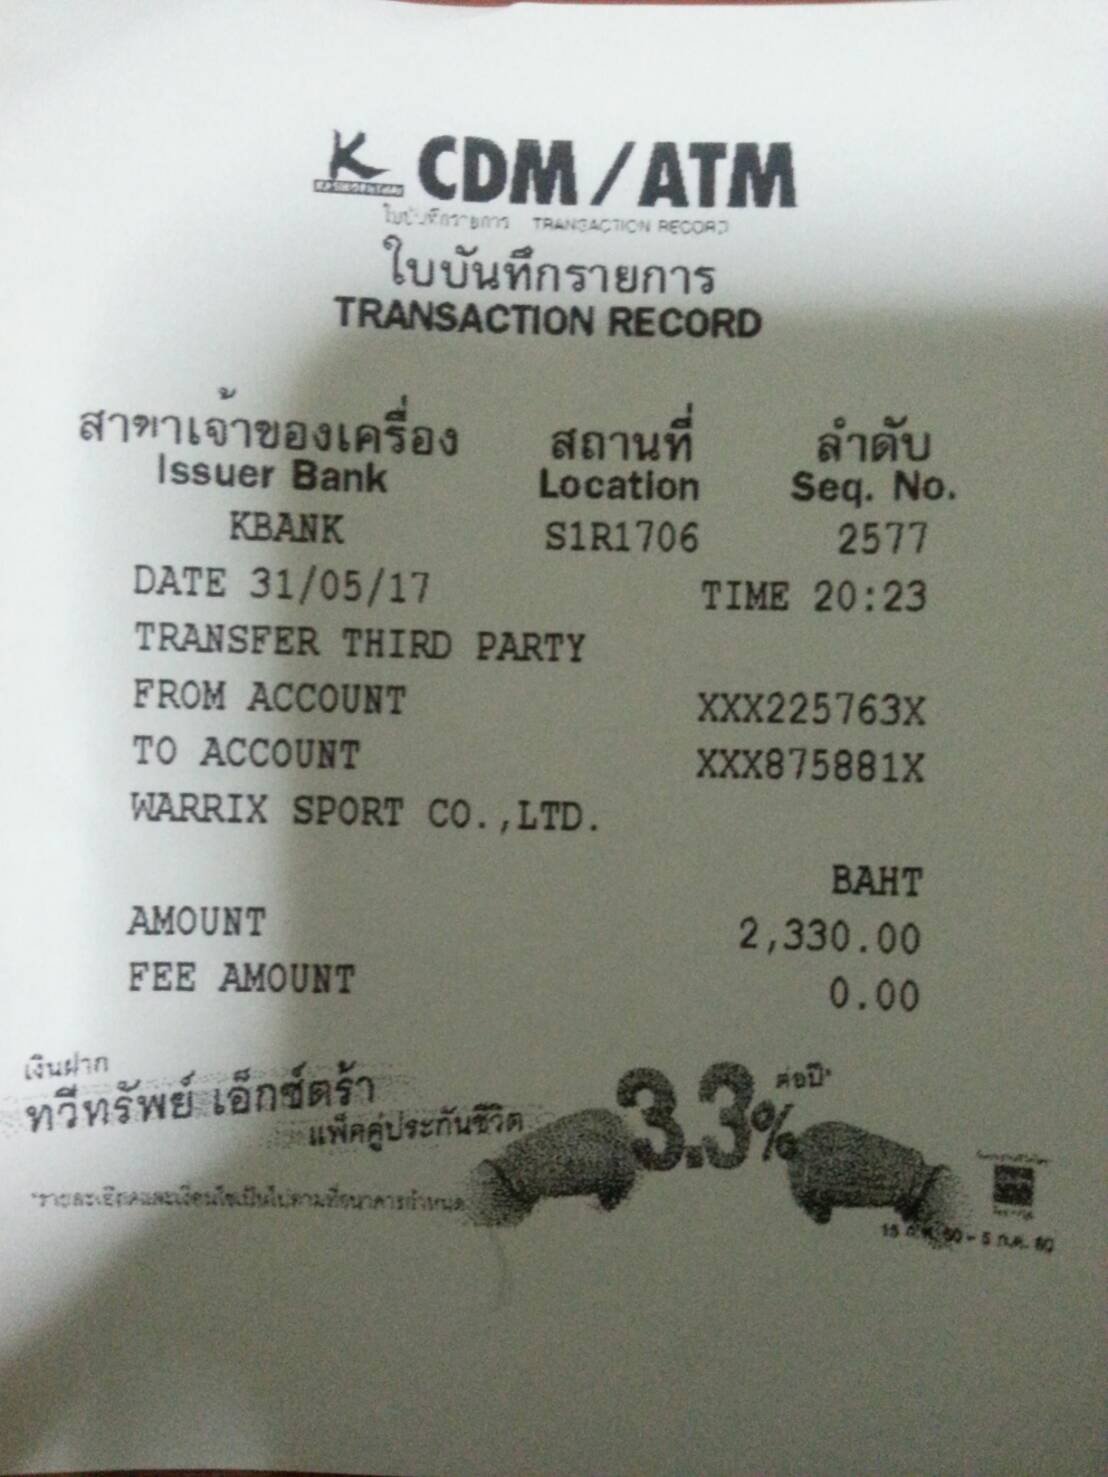 K CDM/ATM
KASIKORNTHAI
ใบบันทึกรายการ TRANSACTION RECORD
ใบบันทึกรายการ
TRANSACTION RECORD
สาขาเจ้าของเครื่อง สถานที่ ลำดับ
Issuer Bank Location Seq. No.
KBANK S1R1706 2577
DATE 31/05/17 TIME 20:23
TRANSFER THIRD PARTY
FROM ACCOUNT XXX225763X
TO ACCOUNT XXX875881X
WARRIX SPORT CO.,LTD.
BAHT
AMOUNT 2,330.00
FEE AMOUNT 0.00
เงินฝาก
ทวีทรัพย์ เอ็กซ์ตร้า
แพ็คคู่ประกันชีวิต
3.3% ต่อปี*
*รายละเอียดและเงื่อนไขเป็นไปตามที่ธนาคารกำหนด
60 - 5 ก.ค. 60